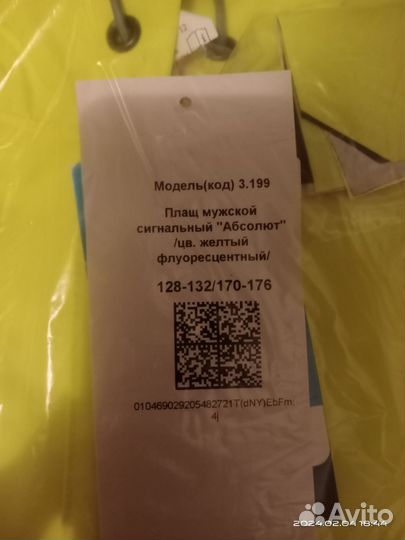 Модель(код) 3.199
Плащ мужской
сигнальный "Абсолют"
/цв. желтый
флуоресцентный/
128-132/170-176
010469029205482721T(dNY)EbFm:
4|
Avito
2024.02.04 18:44